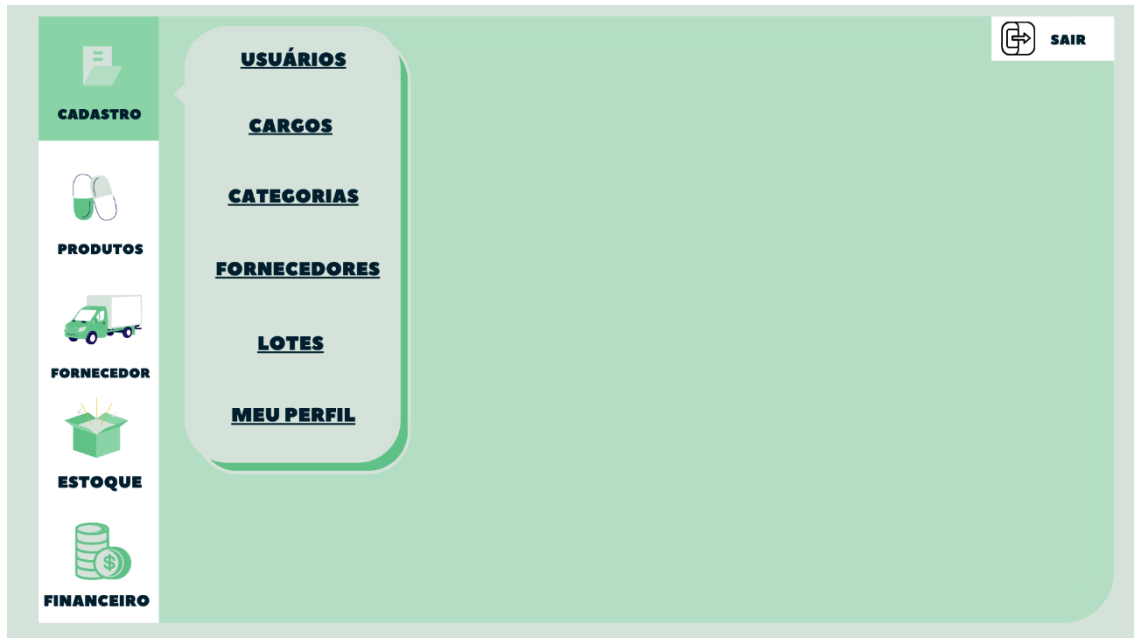 CADASTRO
PRODUTOS
FORNECEDOR
ESTOQUE
FINANCEIRO
USUÁRIOS
CARGOS
CATEGORIAS
FORNECEDORES
LOTES
MEU PERFIL
SAIR
$